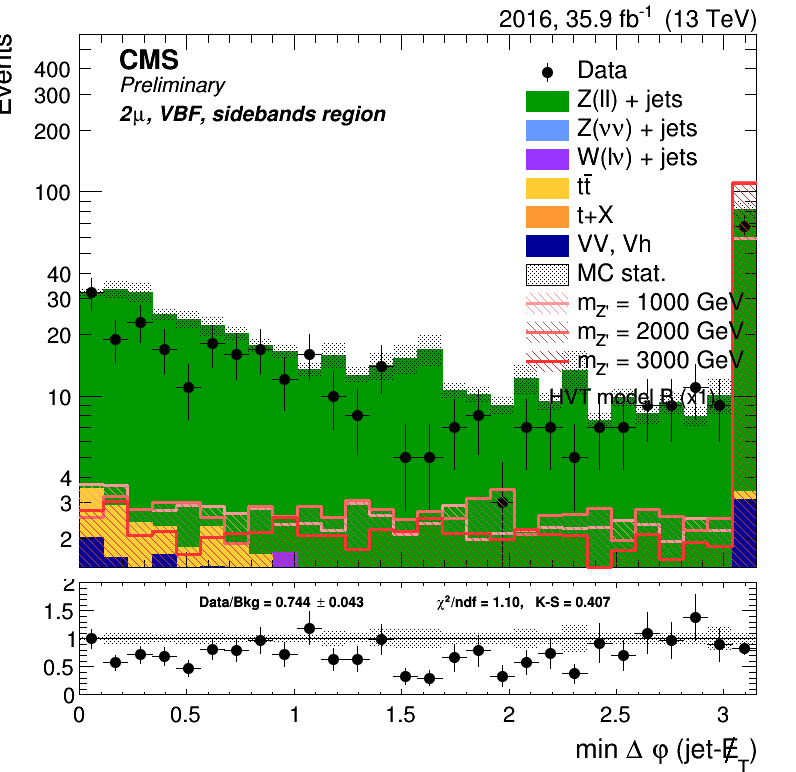 2016, 35.9 fb⁻¹ (13 TeV)
Events
CMS
Preliminary
2μ, VBF, sidebands region
Data
Z(ll) + jets
Z(νν) + jets
W(lν) + jets
tt̄
t+X
VV, Vh
MC stat.
m_Z' = 1000 GeV
m_Z' = 2000 GeV
m_Z' = 3000 GeV
HVT model B (x1)
400
300
200
100
40
30
20
10
4
3
2
Data/Bkg = 0.744 ± 0.043
χ²/ndf = 1.10, K-S = 0.407
2
1.5
1
0.5
0
0 0.5 1 1.5 2 2.5 3
min Δ φ (jet-E̸_T)